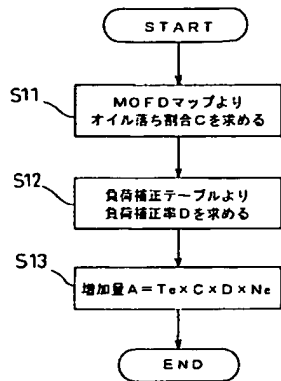 START
S11
MOFDマップより
オイル落ち割合Cを求める
S12
負荷補正テーブルより
負荷補正率Dを求める
S13
増加量A=Te×C×D×Ne
END